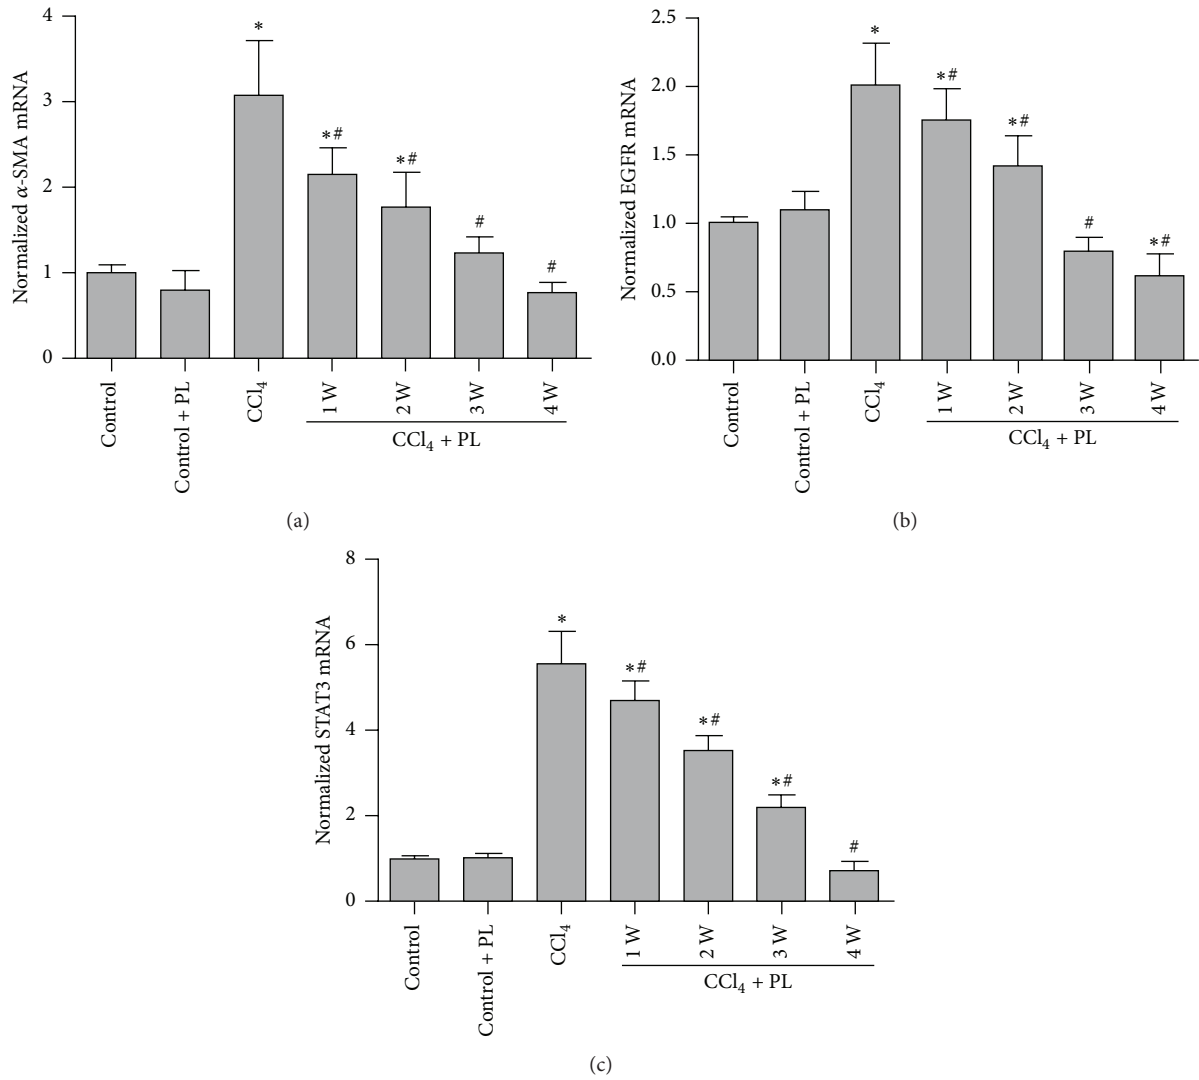 Normalized α-SMA mRNA
4
3
2
1
0
*
*#
*#
#
#
Control
Control + PL
CCl₄
1 W
2 W
3 W
4 W
CCl₄ + PL
(a)
Normalized EGFR mRNA
2.5
2.0
1.5
1.0
0.5
0.0
*
*#
*#
#
*#
Control
Control + PL
CCl₄
1 W
2 W
3 W
4 W
CCl₄ + PL
(b)
Normalized STAT3 mRNA
8
6
4
2
0
*
*#
*#
*#
#
Control
Control + PL
CCl₄
1 W
2 W
3 W
4 W
CCl₄ + PL
(c)